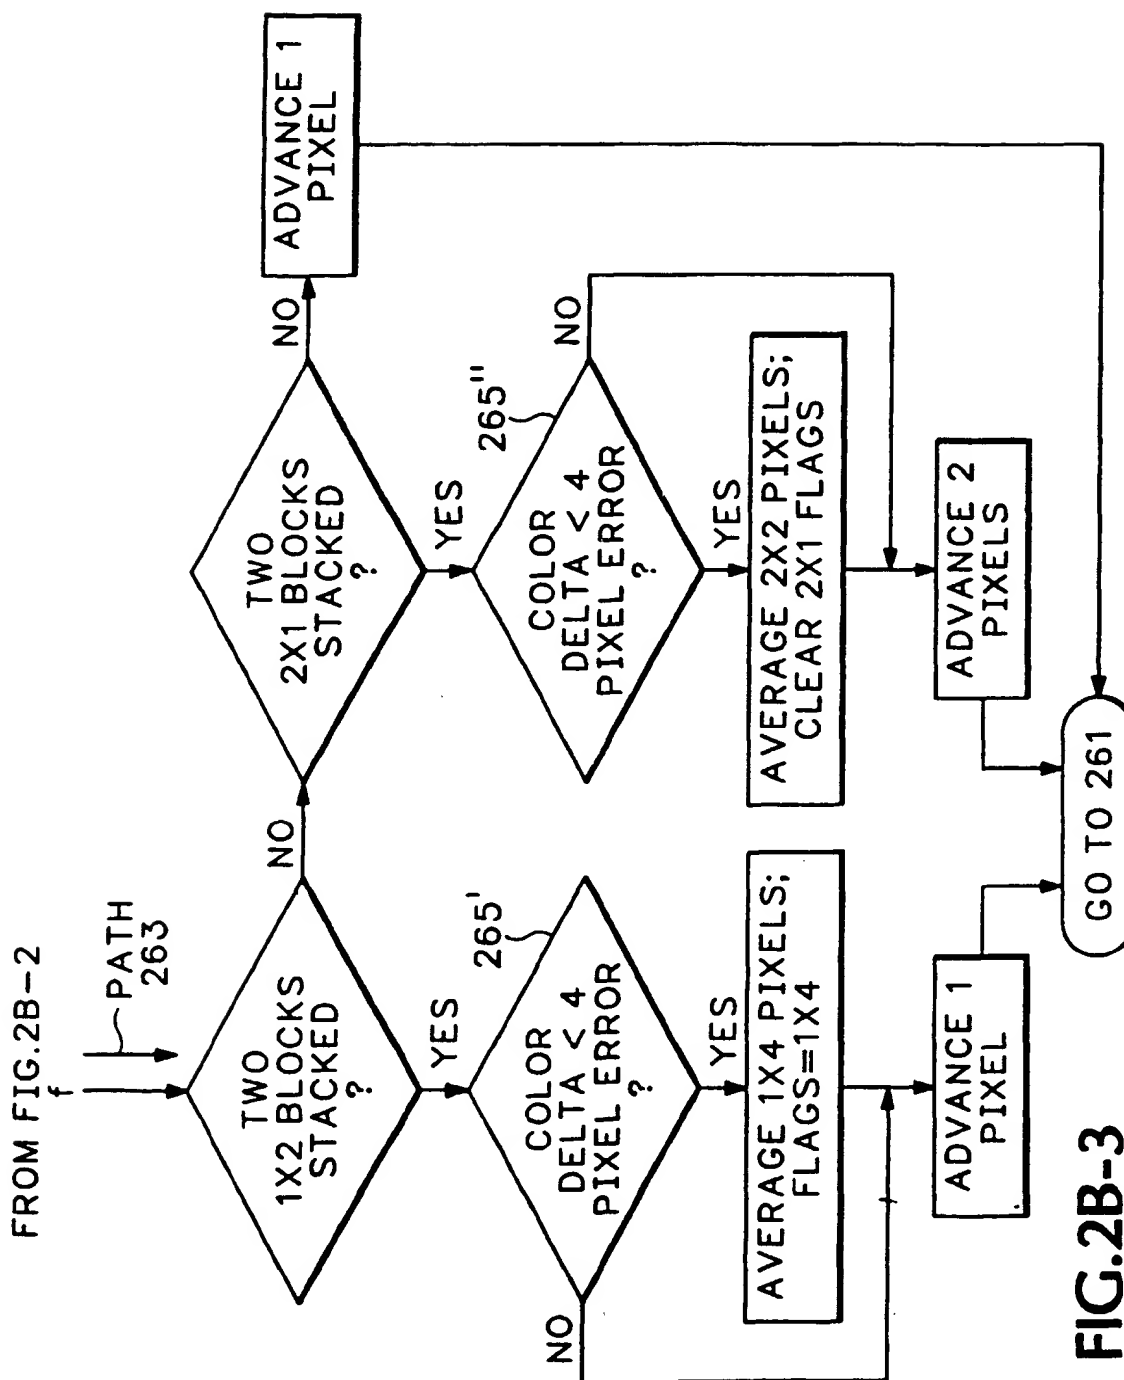 FROM FIG.2B-2
f
PATH
263
TWO
1X2 BLOCKS
STACKED
?
NO
TWO
2X1 BLOCKS
STACKED
?
NO
ADVANCE 1
PIXEL
YES
YES
265'
COLOR
DELTA < 4
PIXEL ERROR
?
NO
265"
COLOR
DELTA < 4
PIXEL ERROR
?
NO
YES
YES
AVERAGE 1X4 PIXELS;
FLAGS=1X4
AVERAGE 2X2 PIXELS;
CLEAR 2X1 FLAGS
ADVANCE 1
PIXEL
ADVANCE 2
PIXELS
GO TO 261
FIG.2B-3